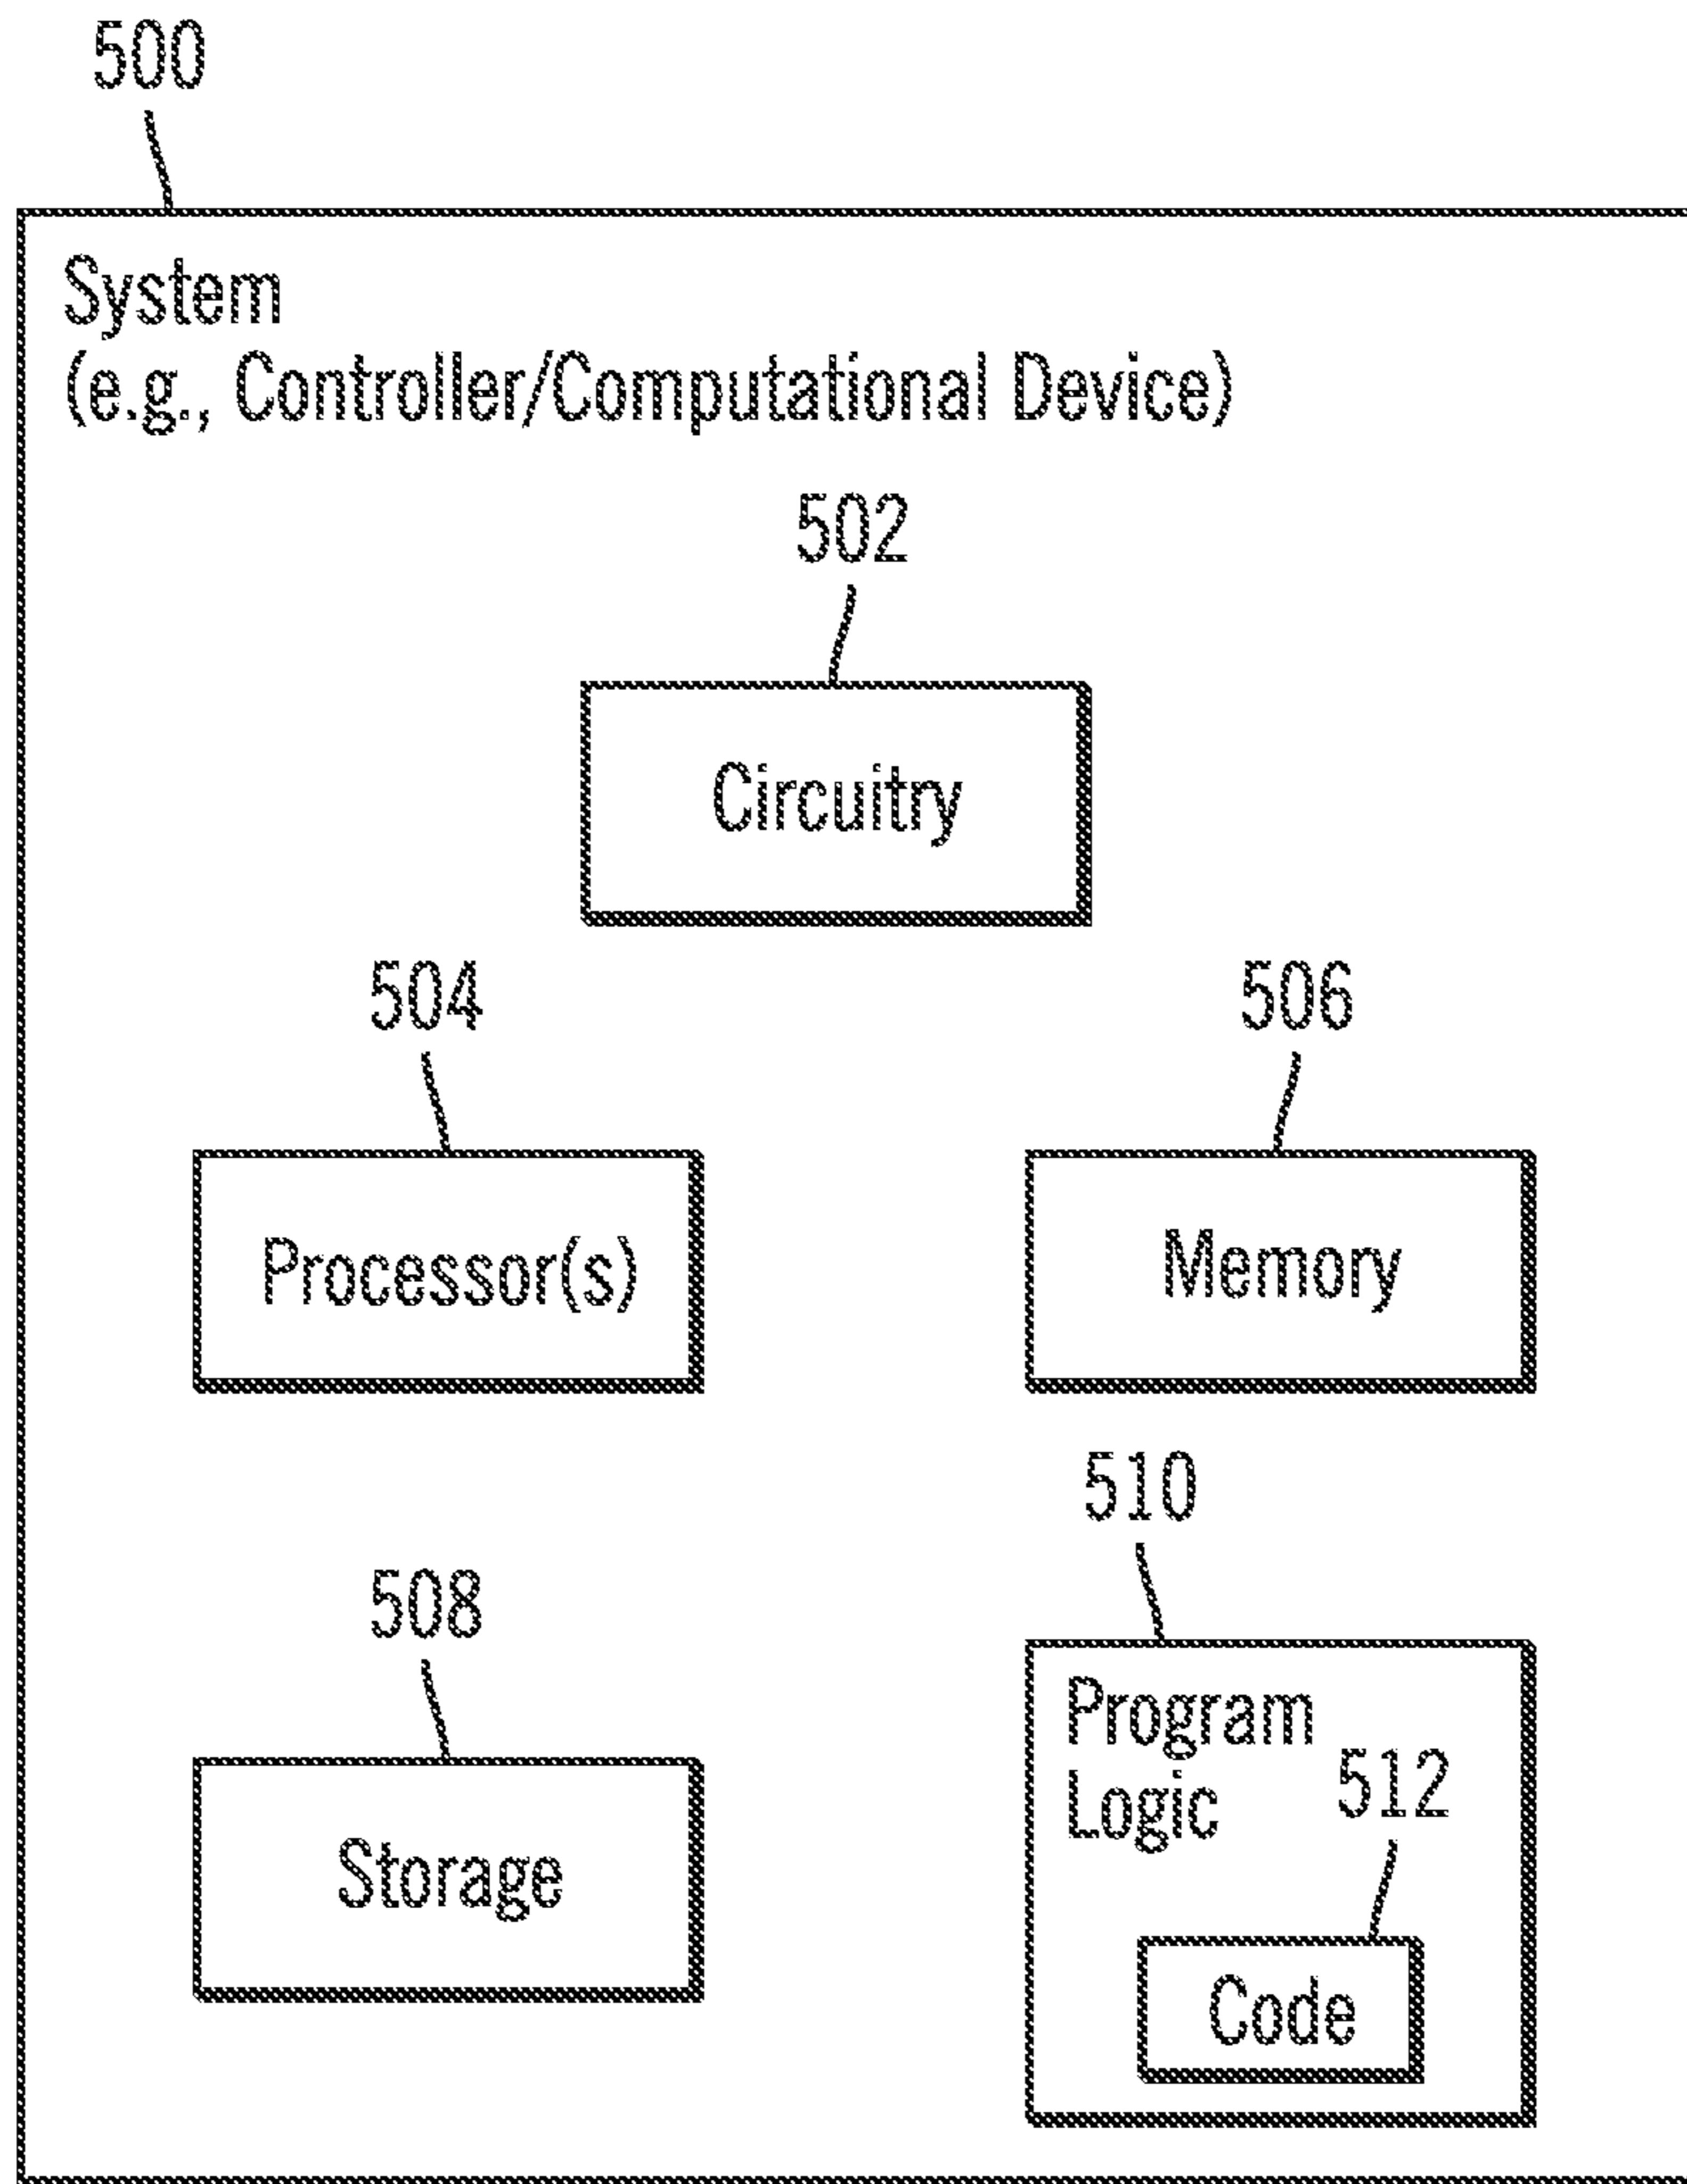 500
System
(e.g., Controller/Computational Device)
502
Circuitry
504
506
Processor(s)
Memory
510
508
Program
Logic
512
Storage
Code